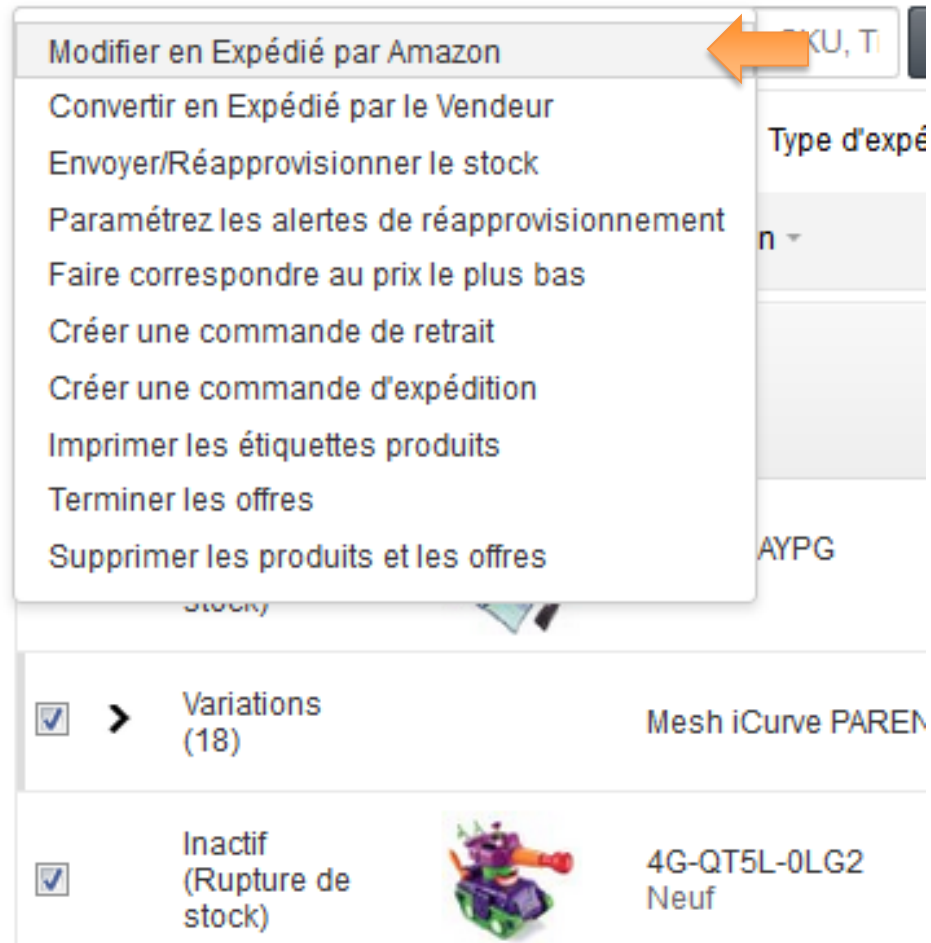 Modifier en Expédié par Amazon
KU, T
Convertir en Expédié par le Vendeur
Type d'expé
Envoyer/Réapprovisionner le stock
Paramétrez les alertes de réapprovisionnement
n
Faire correspondre au prix le plus bas
Créer une commande de retrait
Créer une commande d'expédition
Imprimer les étiquettes produits
Terminer les offres
Supprimer les produits et les offres
AYPG
stock)
Variations
(18)
Mesh iCurve PAREN
Inactif
(Rupture de
stock)
4G-QT5L-0LG2
Neuf